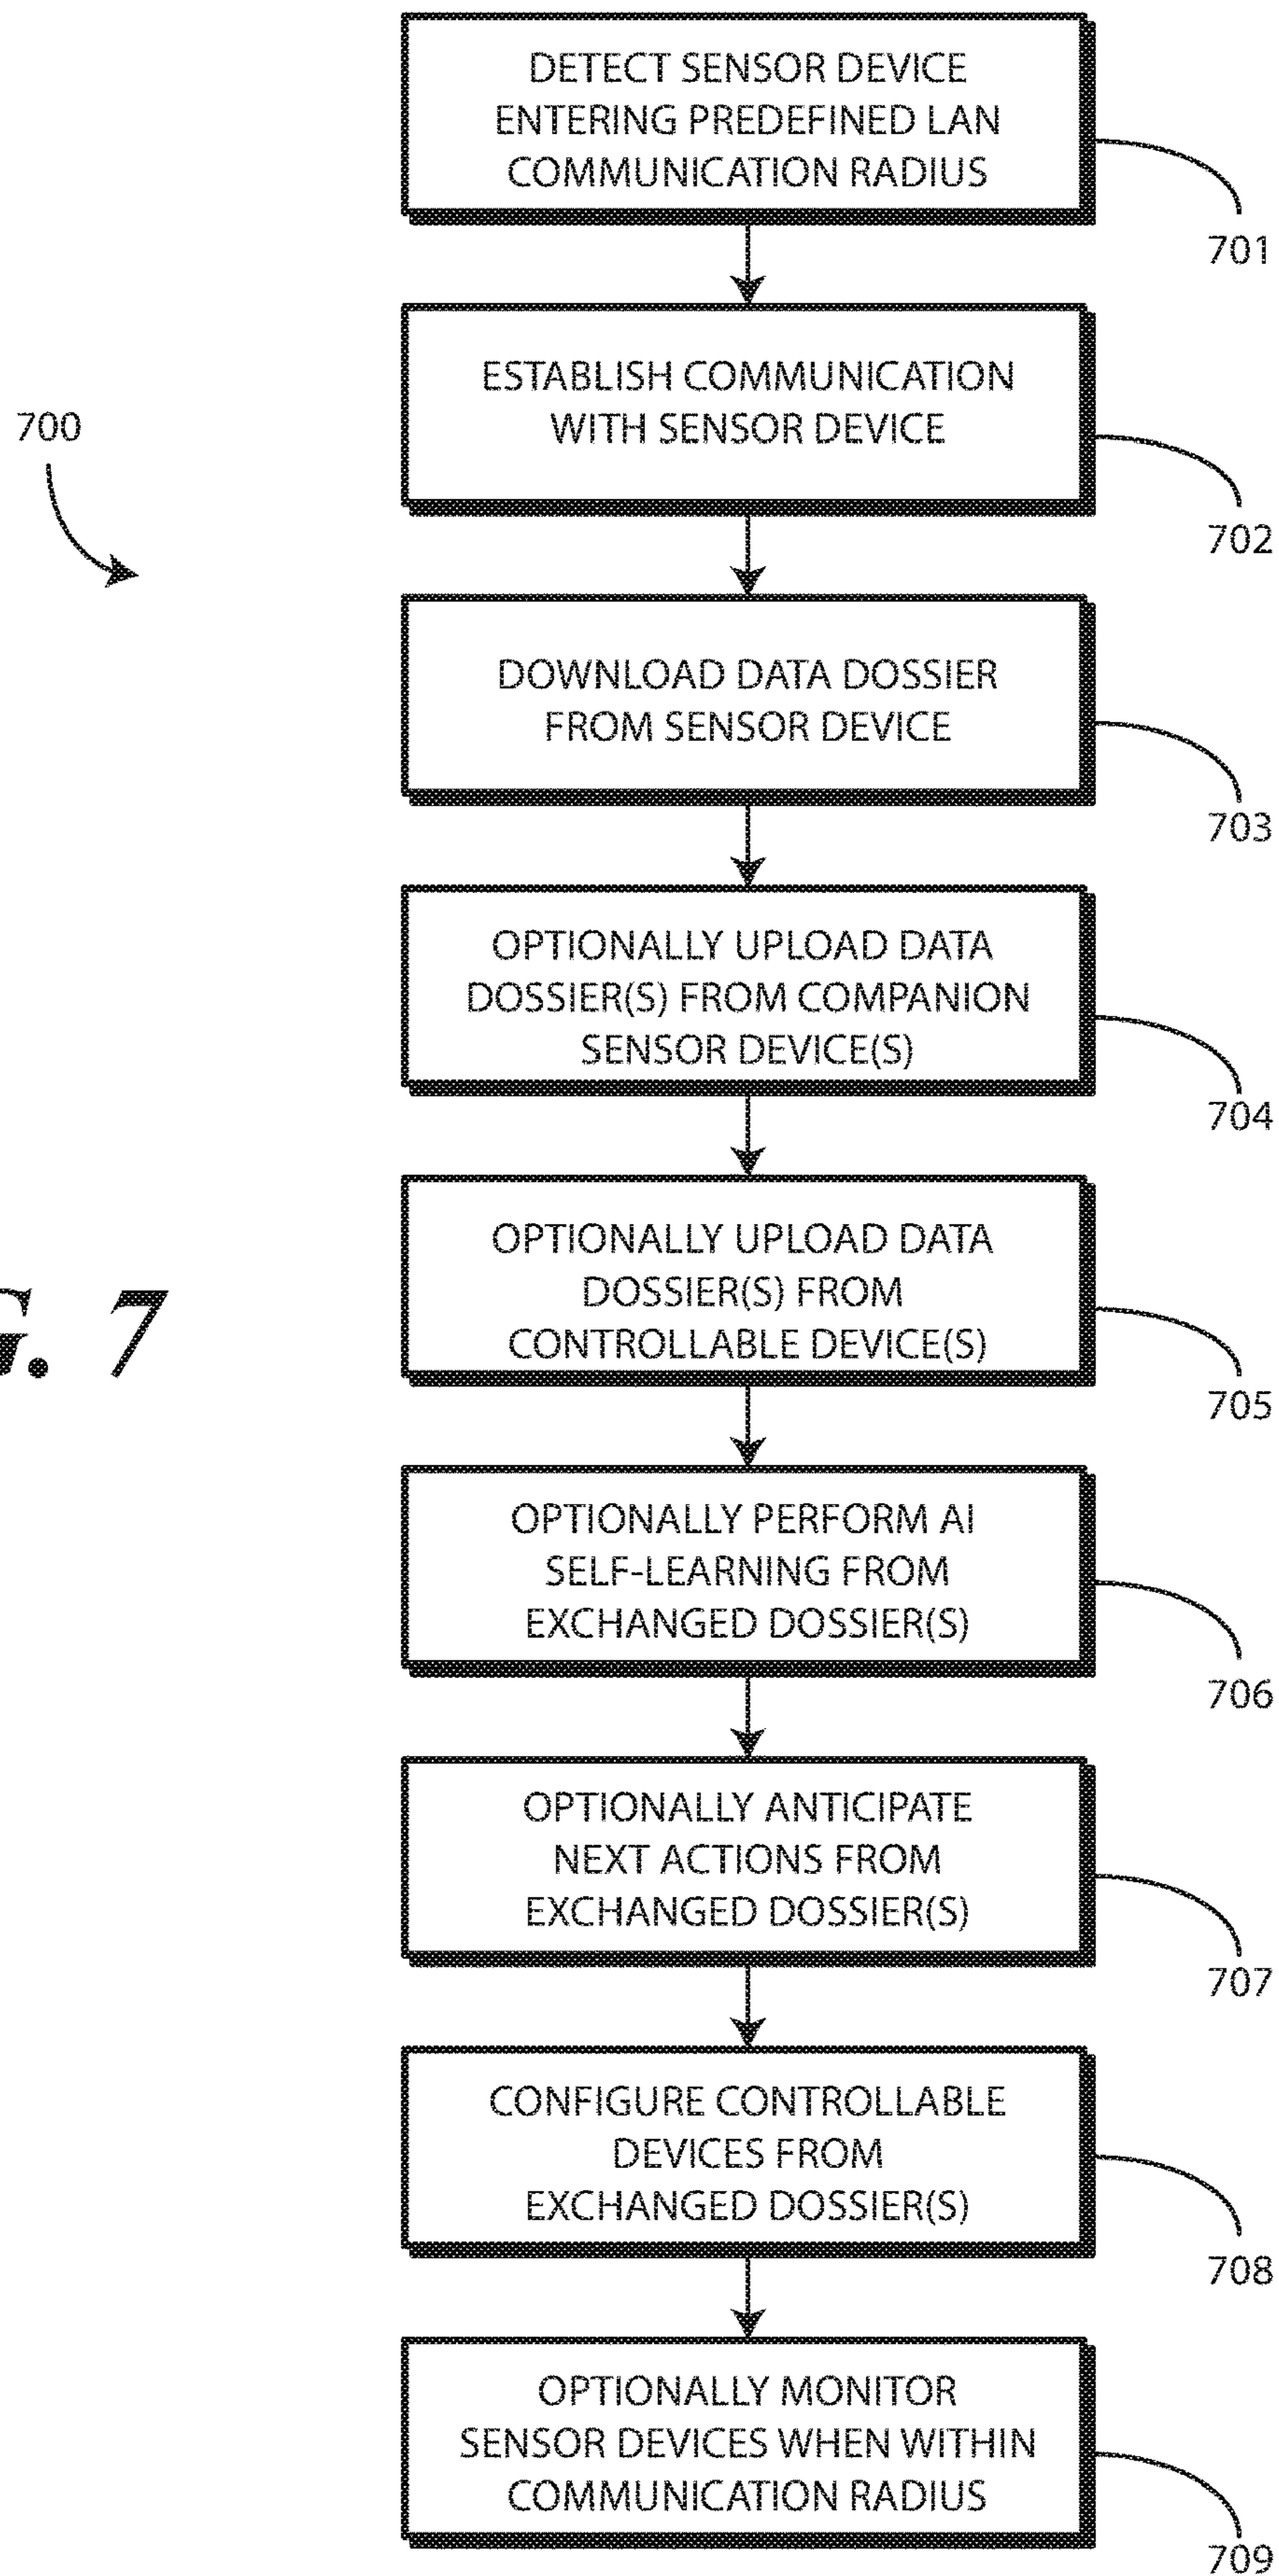 DETECT SENSOR DEVICE
ENTERING PREDEFINED LAN
COMMUNICATION RADIUS
701
ESTABLISH COMMUNICATION
WITH SENSOR DEVICE
702
700
DOWNLOAD DATA DOSSIER
FROM SENSOR DEVICE
703
OPTIONALLY UPLOAD DATA
DOSSIER(S) FROM COMPANION
SENSOR DEVICE(S)
704
OPTIONALLY UPLOAD DATA
DOSSIER(S) FROM
CONTROLLABLE DEVICE(S)
705
G. 7
OPTIONALLY PERFORM AI
SELF-LEARNING FROM
EXCHANGED DOSSIER(S)
706
OPTIONALLY ANTICIPATE
NEXT ACTIONS FROM
EXCHANGED DOSSIER(S)
707
CONFIGURE CONTROLLABLE
DEVICES FROM
EXCHANGED DOSSIER(S)
708
OPTIONALLY MONITOR
SENSOR DEVICES WHEN WITHIN
COMMUNICATION RADIUS
709